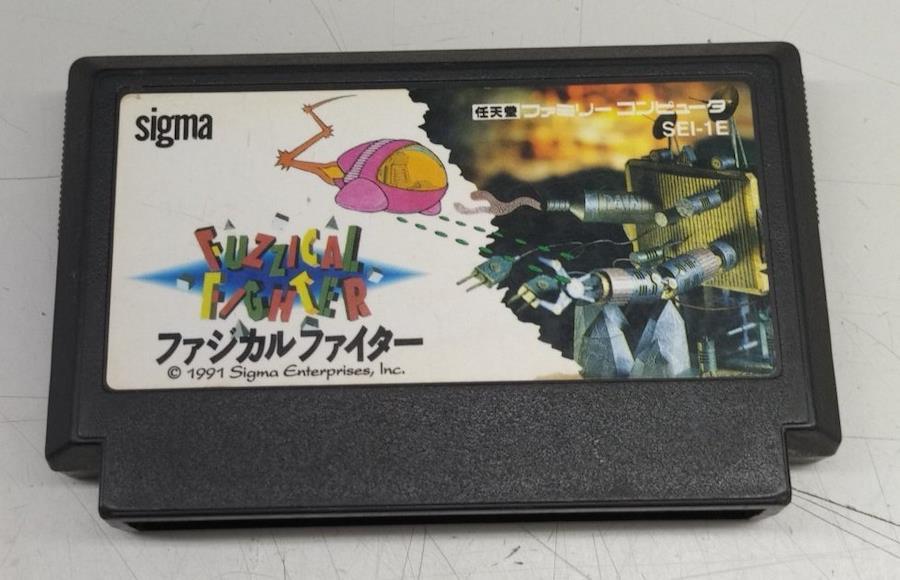 sigma
任天堂 ファミリー コンピュータ
SEI-1E
FUZZICAL
FIGHTER
ファジカルファイター
© 1991 Sigma Enterprises, Inc.